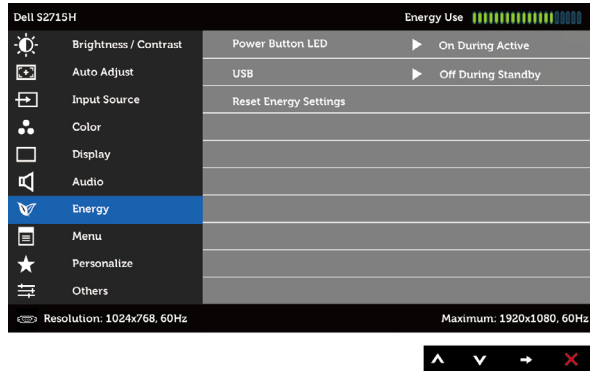 Dell S2715H Energy Use
Brightness / Contrast Power Button LED On During Active
Auto Adjust USB Off During Standby
Input Source Reset Energy Settings
Color
Display
Audio
Energy
Menu
Personalize
Others
Resolution: 1024x768, 60Hz Maximum: 1920x1080, 60Hz